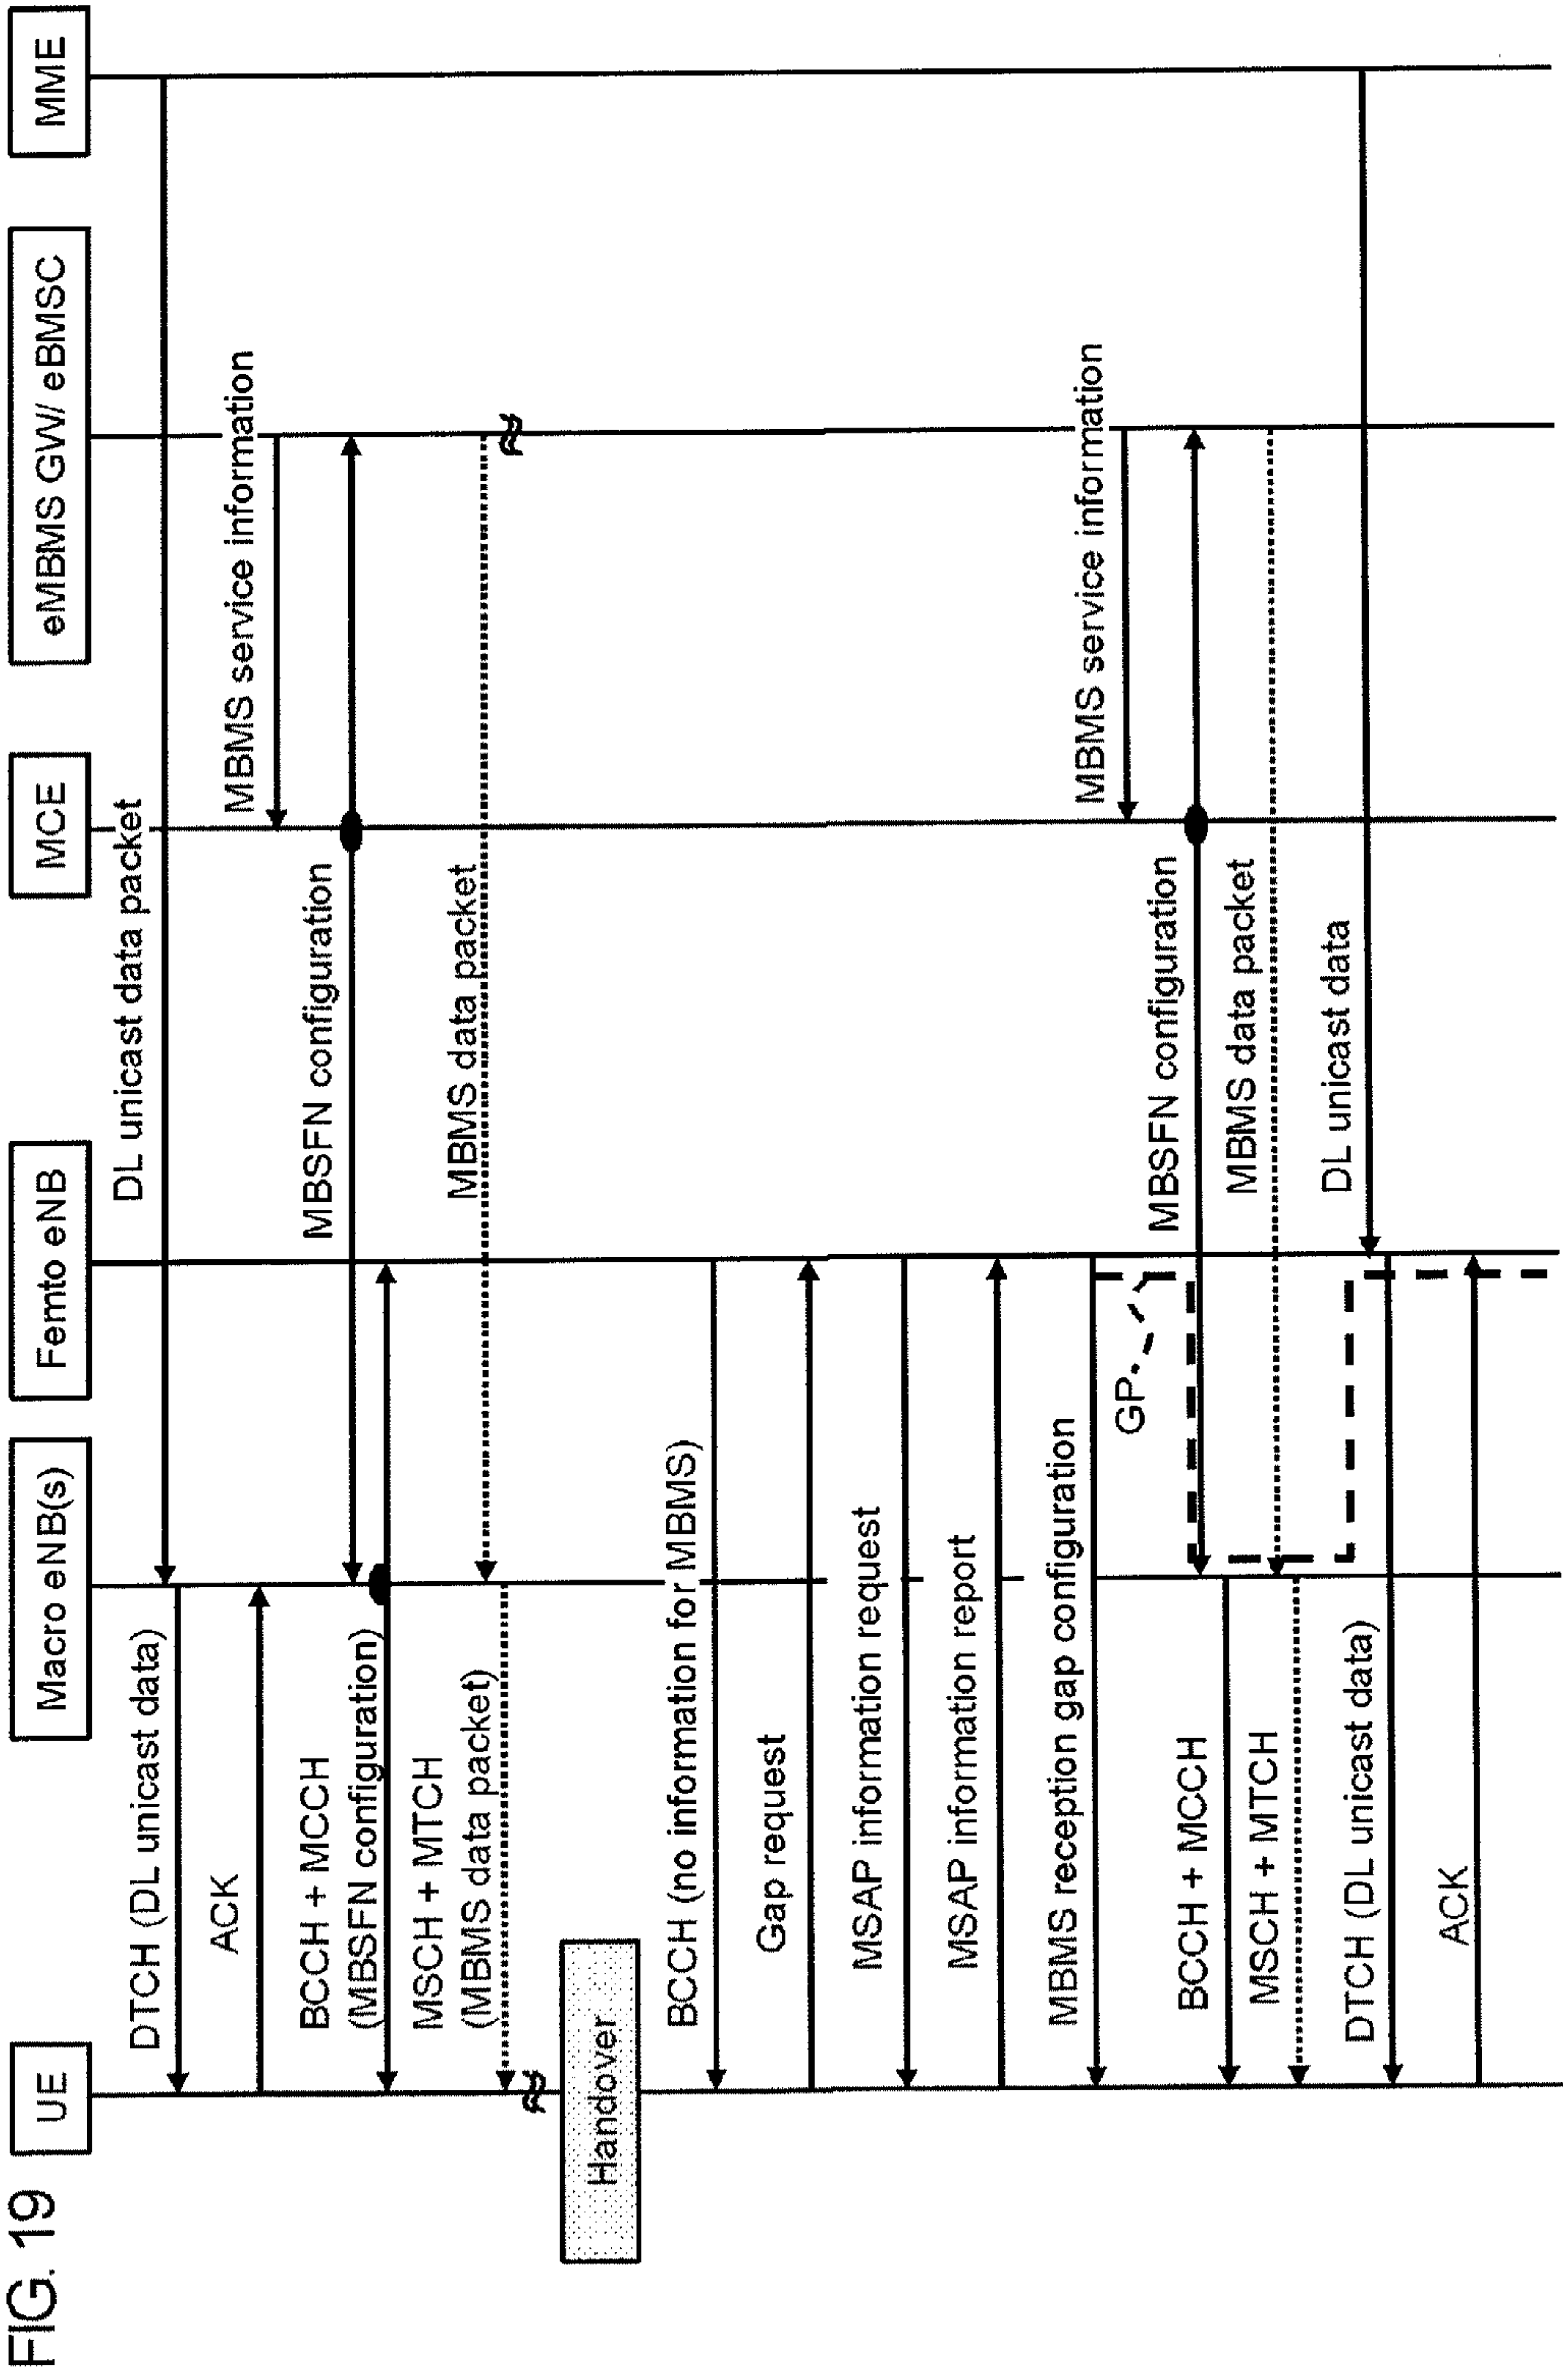 FIG. 19
UE
Macro eNB(s)
Femto eNB
MCE
eMBMS GW/ eBMSC
MME
DL unicast data packet
DTCH (DL unicast data)
ACK
MBMS service information
MBSFN configuration
BCCH + MCCH
(MBSFN configuration)
MBMS data packet
MSCH + MTCH
(MBMS data packet)
Handover
BCCH (no information for MBMS)
Gap request
MSAP information request
MSAP information report
MBMS reception gap configuration
GP
MBMS service information
MBSFN configuration
BCCH + MCCH
MBMS data packet
MSCH + MTCH
DL unicast data
DTCH (DL unicast data)
ACK